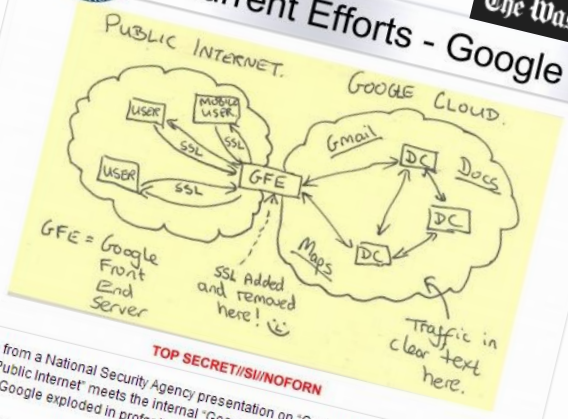 Efforts - Google
The
PUBLIC INTERNET.
GOOGLE CLOUD.
USER
MOBILE
USER
SSL
SSL
USER
SSL
GFE
Gmail
DC
Docs
DC
Maps
DC
GFE = Google
Front
End
Server
SSL Added
and removed
here!
Traffic in
clear text
here.
TOP SECRET//SI//NOFORN
from a National Security Agency presentation on
Public Internet" meets the internal
Google exploded in